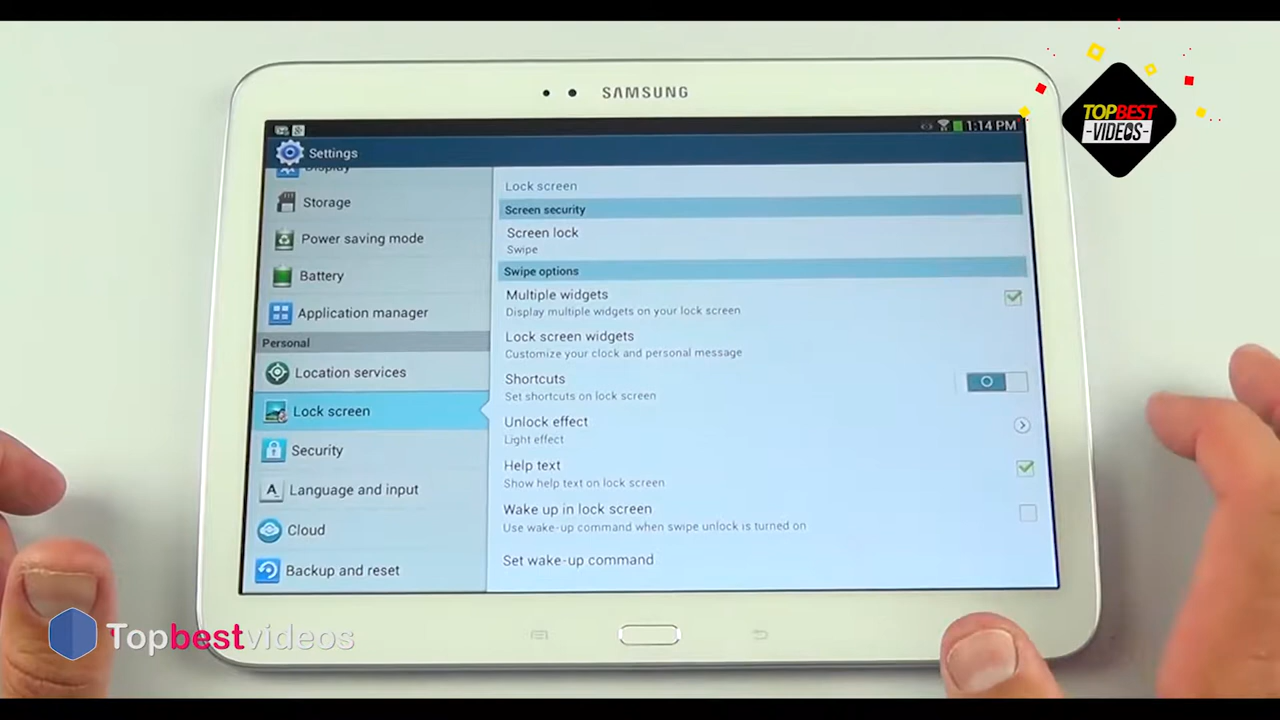 TOPBEST
-VIDEOS-
SAMSUNG
1:14 PM
Settings
Display
Storage
Power saving mode
Battery
Application manager
Personal
Location services
Lock screen
Security
Language and input
Cloud
Backup and reset
Lock screen
Screen security
Screen lock
Swipe
Swipe options
Multiple widgets
Display multiple widgets on your lock screen
Lock screen widgets
Customize your clock and personal message
Shortcuts
Set shortcuts on lock screen
Unlock effect
Light effect
Help text
Show help text on lock screen
Wake up in lock screen
Use wake-up command when swipe unlock is turned on
Set wake-up command
Topbestvideos